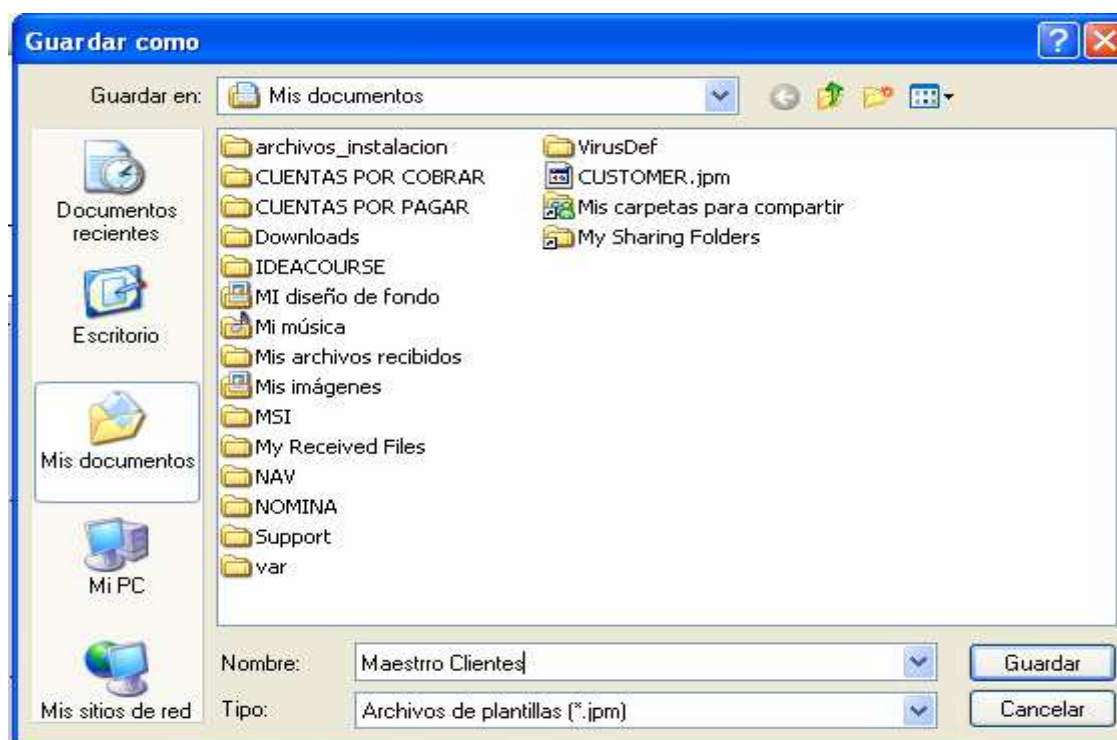 Guardar como
Guardar en:
Mis documentos
Documentos
recientes
Escritorio
Mis documentos
Mi PC
Mis sitios de red
archivos_instalacion
CUENTAS POR COBRAR
CUENTAS POR PAGAR
Downloads
IDEACOURSE
MI diseño de fondo
Mi música
Mis archivos recibidos
Mis imágenes
MSI
My Received Files
NAV
NOMINA
Support
var
VirusDef
CUSTOMER.jpm
Mis carpetas para compartir
My Sharing Folders
Nombre:
Maestrro Clientes
Guardar
Tipo:
Archivos de plantillas (*.jpm)
Cancelar